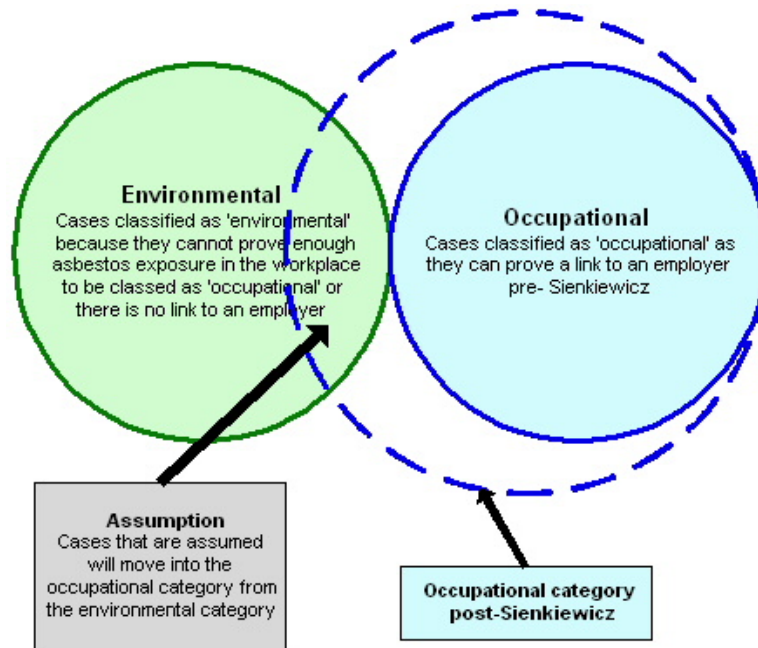 Environmental
Cases classified as 'environmental'
because they cannot prove enough
asbestos exposure in the workplace
to be classed as 'occupational' or
there is no link to an employer
Occupational
Cases classified as 'occupational' as
they can prove a link to an employer
pre- Sienkiewicz
Assumption
Cases that are assumed
will move into the
occupational category from
the environmental category
Occupational category
post-Sienkiewicz